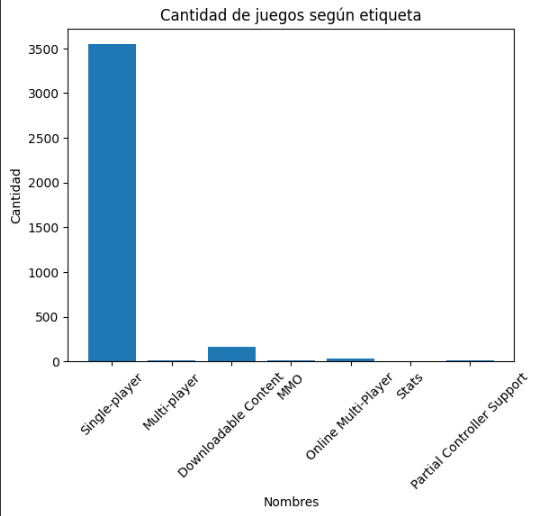 Cantidad de juegos según etiqueta
Cantidad
3500
3000
2500
2000
1500
1000
500
0
Single-player
Multi-player
Downloadable Content
MMO
Online Multi-Player
Stats
Partial Controller Support
Nombres